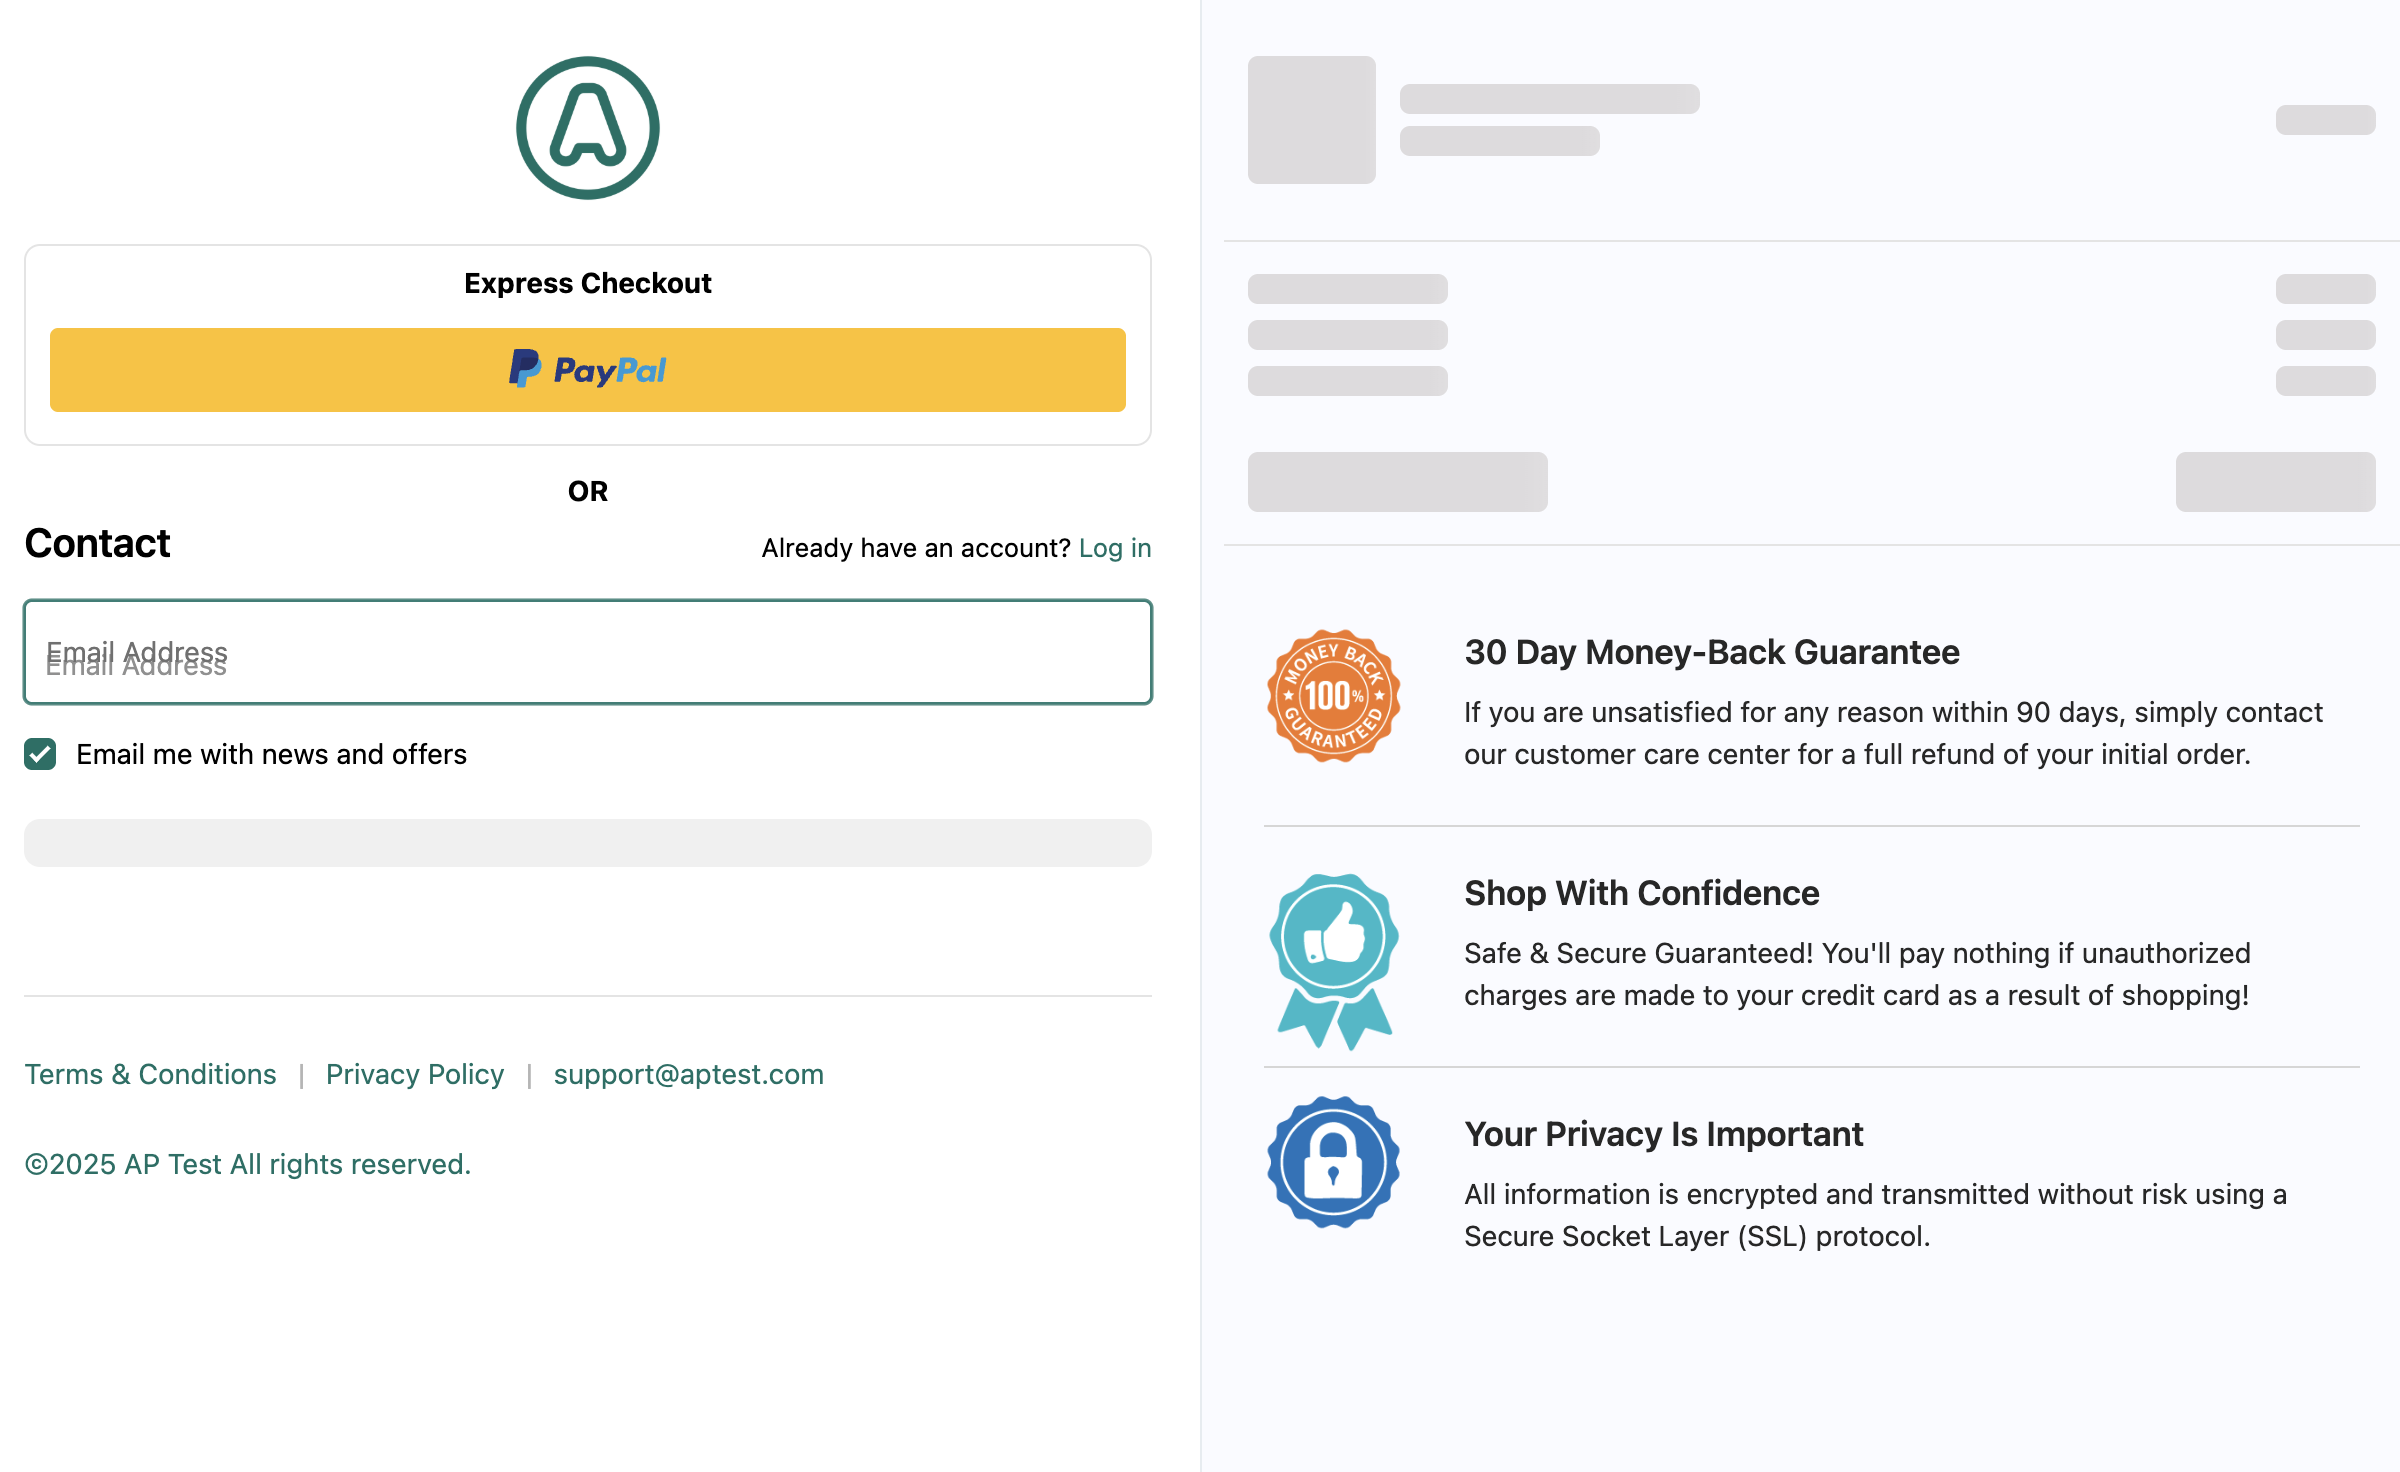 A
Express Checkout
PayPal
OR
Contact
Already have an account? Log in
Email Address
Email Address
Email me with news and offers
Terms & Conditions | Privacy Policy | support@aptest.com
©2025 AP Test All rights reserved.
MONEY BACK
100%
GUARANTEED
30 Day Money-Back Guarantee
If you are unsatisfied for any reason within 90 days, simply contact
our customer care center for a full refund of your initial order.
Shop With Confidence
Safe & Secure Guaranteed! You'll pay nothing if unauthorized
charges are made to your credit card as a result of shopping!
Your Privacy Is Important
All information is encrypted and transmitted without risk using a
Secure Socket Layer (SSL) protocol.